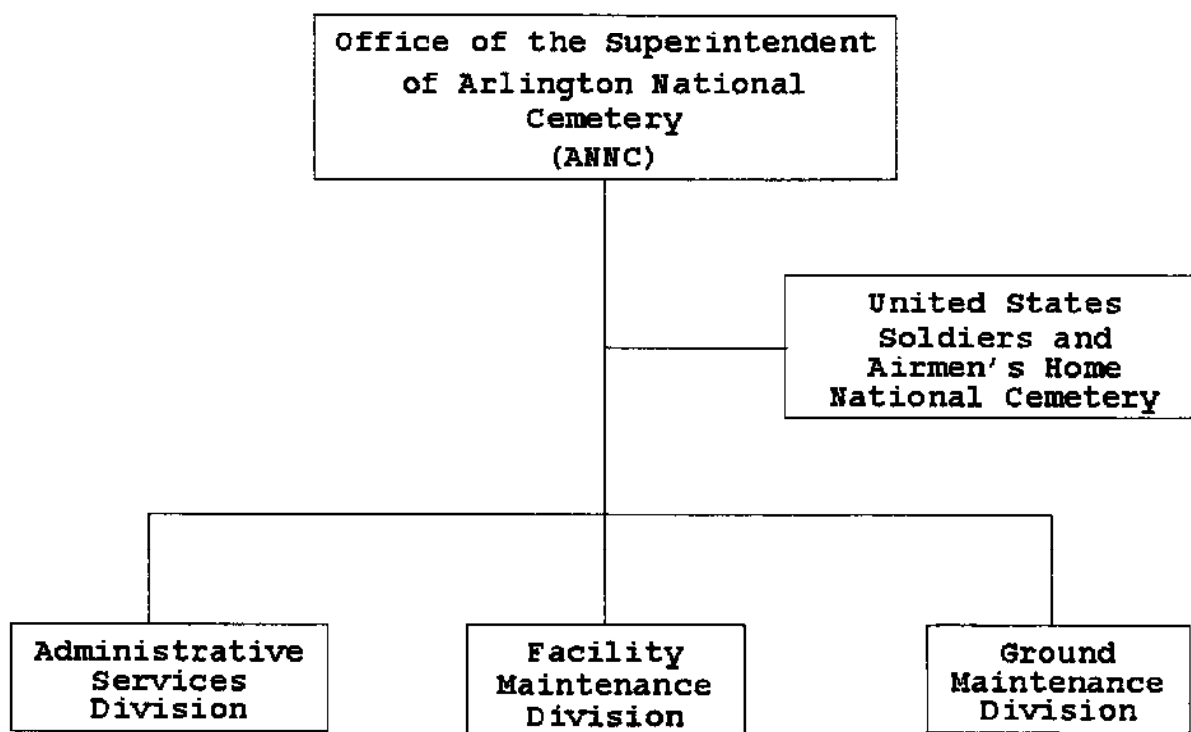 Office of the Superintendent
of Arlington National
Cemetery
(ANNC)
United States
Soldiers and
Airmen's Home
National Cemetery
Administrative
Services
Division
Facility
Maintenance
Division
Ground
Maintenance
Division